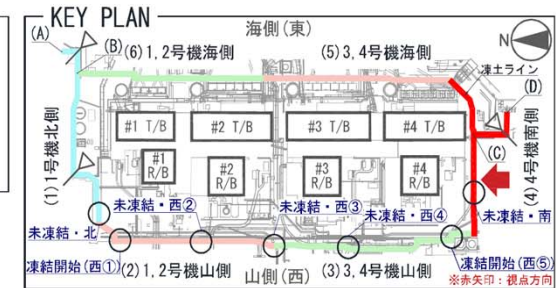 KEY PLAN
海側(東)
(A)
(B)
(6)1,2号機海側
(5)3,4号機海側
N
凍土ライン
(D)
(1)1号機北側
#1 T/B
#2 T/B
#3 T/B
#4 T/B
(C)
(4)4号機南側
#1
R/B
#2
R/B
#3
R/B
#4
R/B
未凍結・西②
未凍結・西③
未凍結・西④
未凍結・南
未凍結・北
凍結開始(西①)
(2)1,2号機山側
山側(西)
(3)3,4号機山側
凍結開始(西⑤)
※赤矢印:視点方向